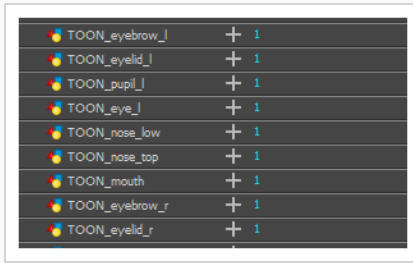 TOON_eyebrow_l 1
TOON_eyelid_l 1
TOON_pupil_l 1
TOON_eye_l 1
TOON_nose_low 1
TOON_nose_top 1
TOON_mouth 1
TOON_eyebrow_r 1
TOON_eyelid_r 1